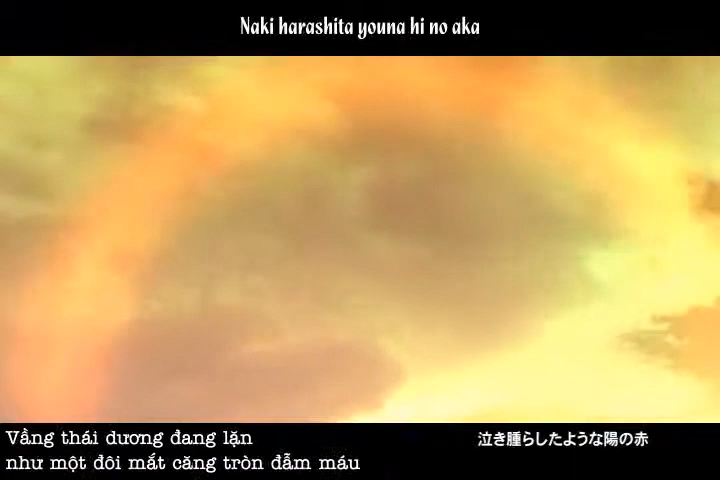 Naki harashita youna hi no aka
Vầng thái dương đang lặn
như một đôi mắt căng tròn đẫm máu
泣き腫らしたような陽の赤